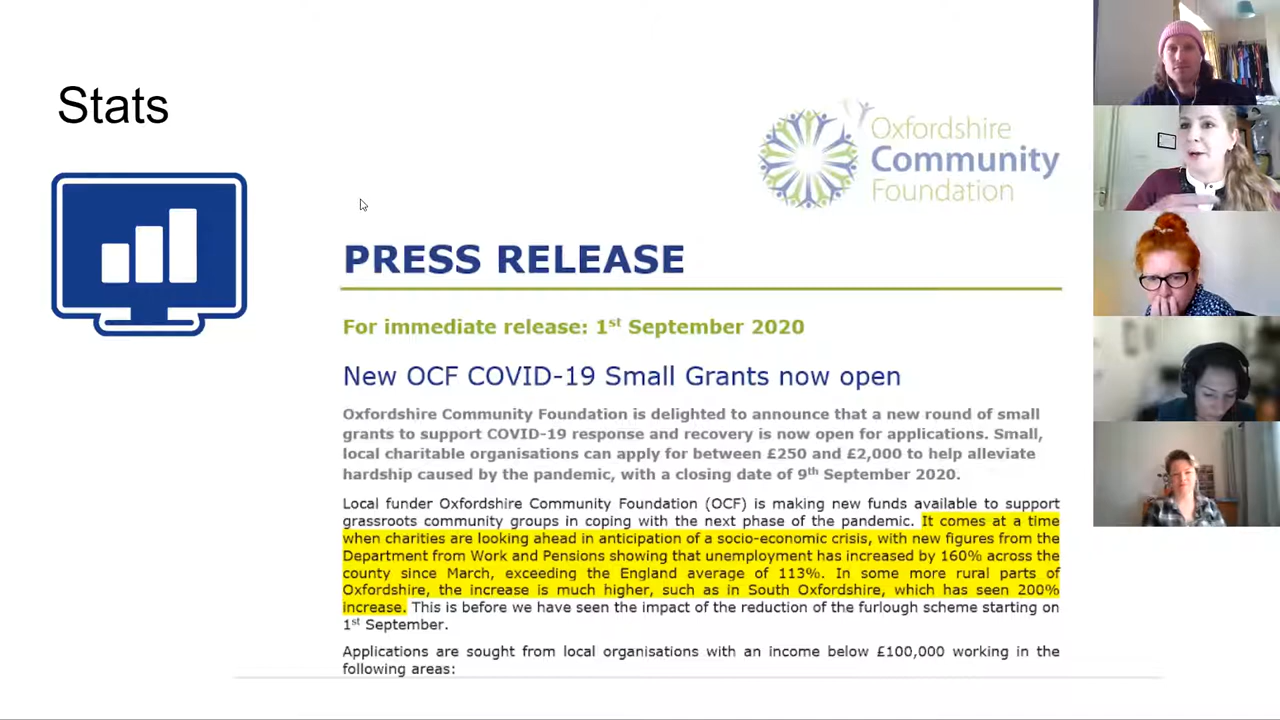 Stats
Oxfordshire
Community
Foundation
PRESS RELEASE
For immediate release: 1st September 2020
New OCF COVID-19 Small Grants now open
Oxfordshire Community Foundation is delighted to announce that a new round of small
grants to support COVID-19 response and recovery is now open for applications. Small,
local charitable organisations can apply for between £250 and £2,000 to help alleviate
hardship caused by the pandemic, with a closing date of 9th September 2020.
Local funder Oxfordshire Community Foundation (OCF) is making new funds available to support
grassroots community groups in coping with the next phase of the pandemic. It comes at a time
when charities are looking ahead in anticipation of a socio-economic crisis, with new figures from the
Department from Work and Pensions showing that unemployment has increased by 160% across the
county since March, exceeding the England average of 113%. In some more rural parts of
Oxfordshire, the increase is much higher, such as in South Oxfordshire, which has seen 200%
increase. This is before we have seen the impact of the reduction of the furlough scheme starting on
1st September.
Applications are sought from local organisations with an income below £100,000 working in the
following areas: